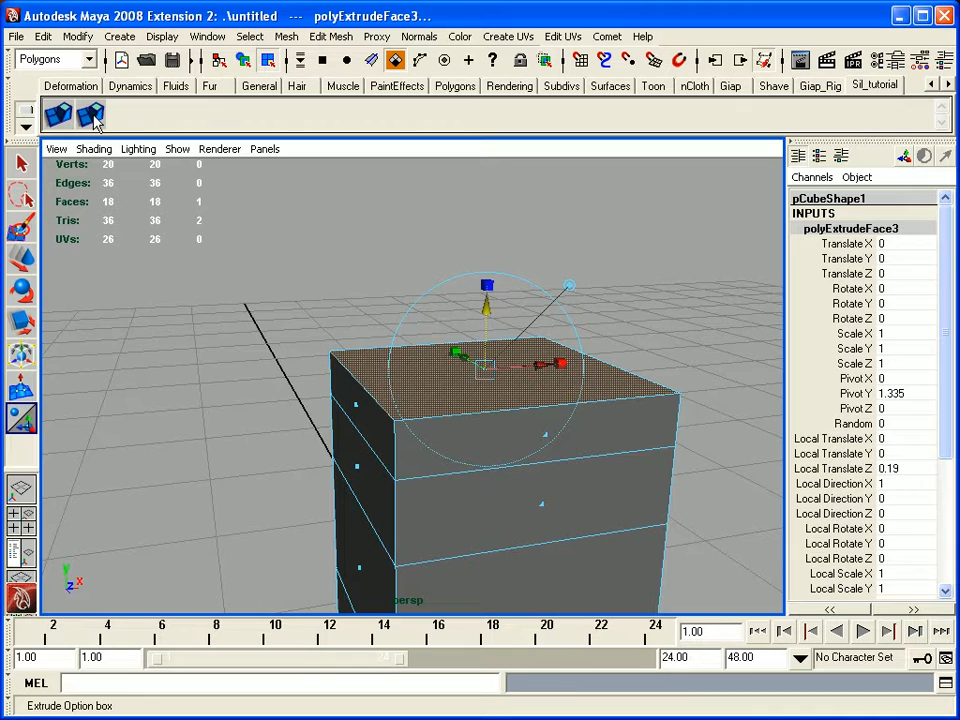 Autodesk Maya 2008 Extension 2: .\untitled --- polyExtrudeFace3...
File Edit Modify Create Display Window Select Mesh Edit Mesh Proxy Normals Color Create UVs Edit UVs Comet Help
Polygons
Deformation Dynamics Fluids Fur General Hair Muscle PaintEffects Polygons Rendering Subdivs Surfaces Toon nCloth Giap Shave Giap_Rig Sil_tutorial
View Shading Lighting Show Renderer Panels
Channels Object
Verts: 20 20 0
Edges: 36 36 0
Faces: 18 18 1
Tris: 36 36 2
UVs: 26 26 0
pCubeShape1
INPUTS
polyExtrudeFace3
Translate X 0
Translate Y 0
Translate Z 0
Rotate X 0
Rotate Y 0
Rotate Z 0
Scale X 1
Scale Y 1
Scale Z 1
Pivot X 0
Pivot Y 1.335
Pivot Z 0
Random 0
Local Translate X 0
Local Translate Y 0
Local Translate Z 0.19
Local Direction X 1
Local Direction Y 0
Local Direction Z 0
Local Rotate X 0
Local Rotate Y 0
Local Rotate Z 0
Local Scale X 1
Local Scale Y 1
y
z x
persp
<< >>
2 4 6 8 10 12 14 16 18 20 22 24
1.00
1.00 1.00 24 24.00 48.00 No Character Set
MEL
Extrude Option box